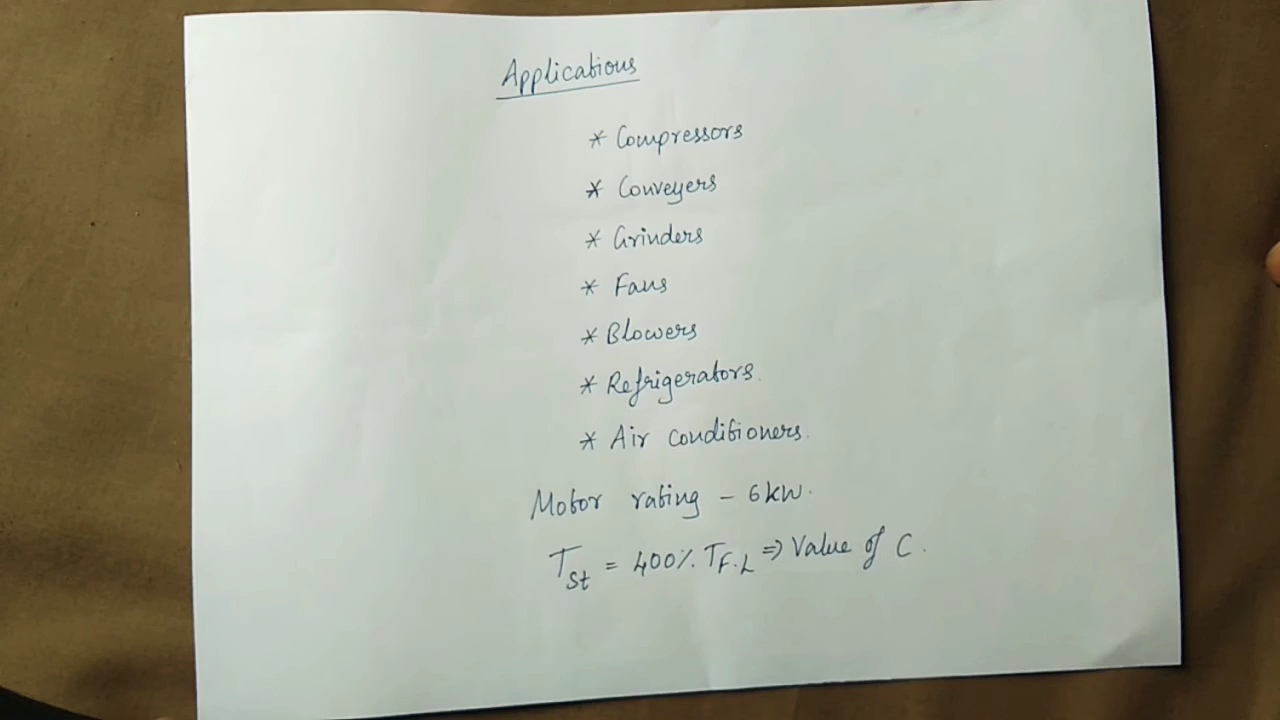 Applications
* Compressors
* Conveyers
* Grinders
* Fans
* Blowers
* Refrigerators.
* Air conditioners.
Motor rating - 6kw.
Tst = 400% TF.L ⇒ Value of C.